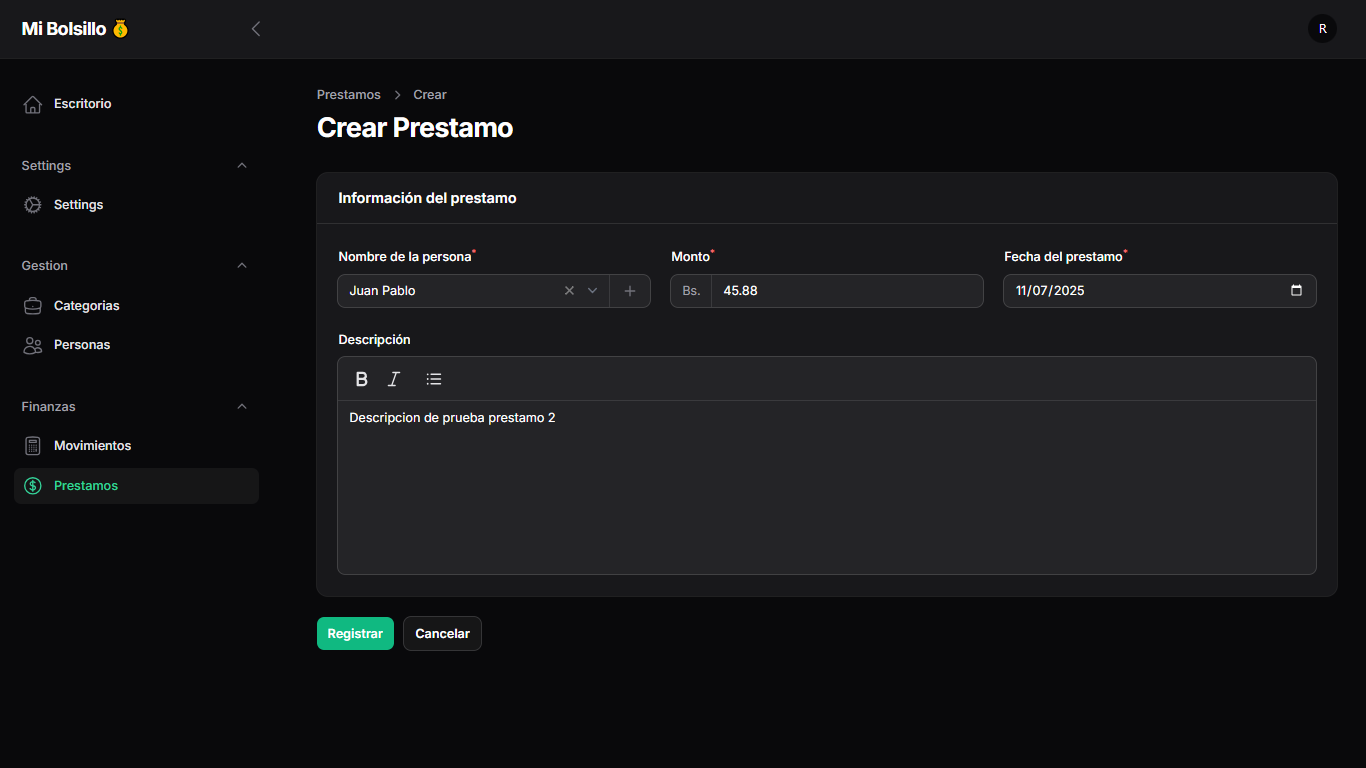 Mi Bolsillo
R
Escritorio
Settings
Settings
Gestion
Categorias
Personas
Finanzas
Movimientos
Prestamos
Prestamos > Crear
Crear Prestamo
Información del prestamo
Nombre de la persona* Monto* Fecha del prestamo*
Juan Pablo Bs. 45.88 11/07/2025
Descripción
B I
Descripcion de prueba prestamo 2
Registrar Cancelar